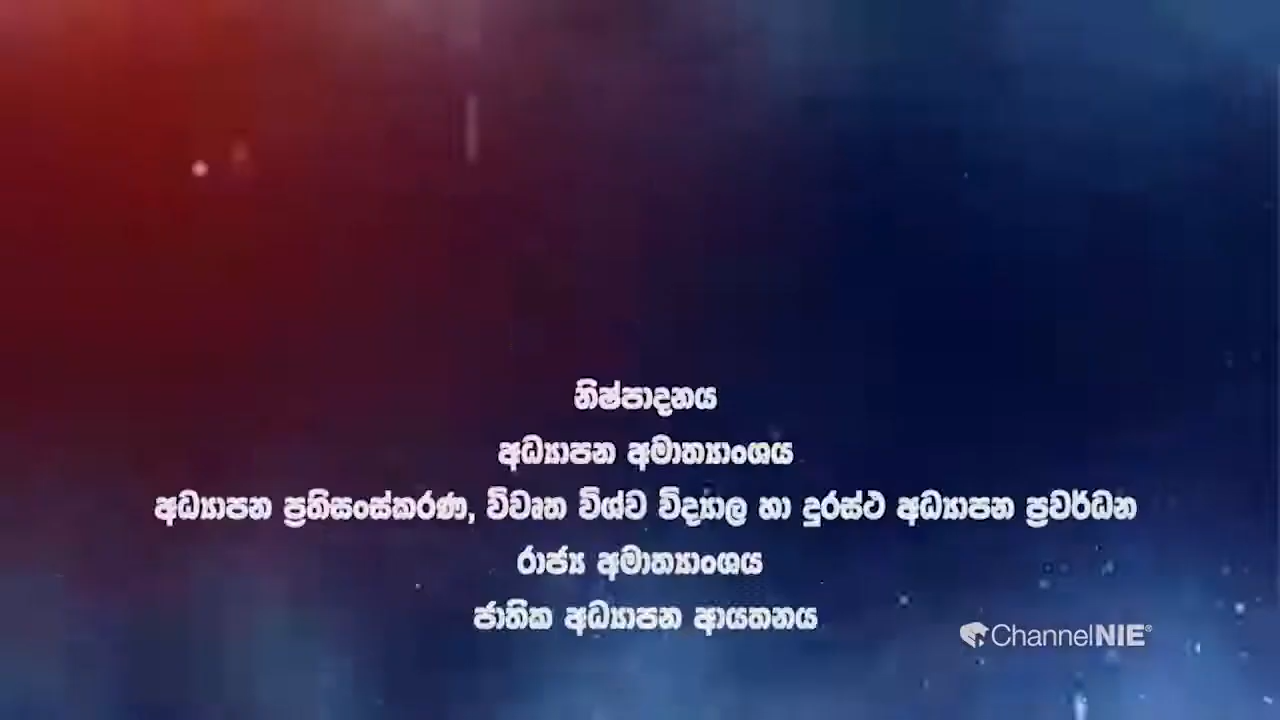 නිෂ්පාදනය
අධ්‍යාපන අමාත්‍යාංශය
අධ්‍යාපන ප්‍රතිසංස්කරණ, විවෘත විශ්ව විද්‍යාල හා දුරස්ථ අධ්‍යාපන ප්‍රවර්ධන
රාජ්‍ය අමාත්‍යාංශය
ජාතික අධ්‍යාපන ආයතනය
ChannelNIE®